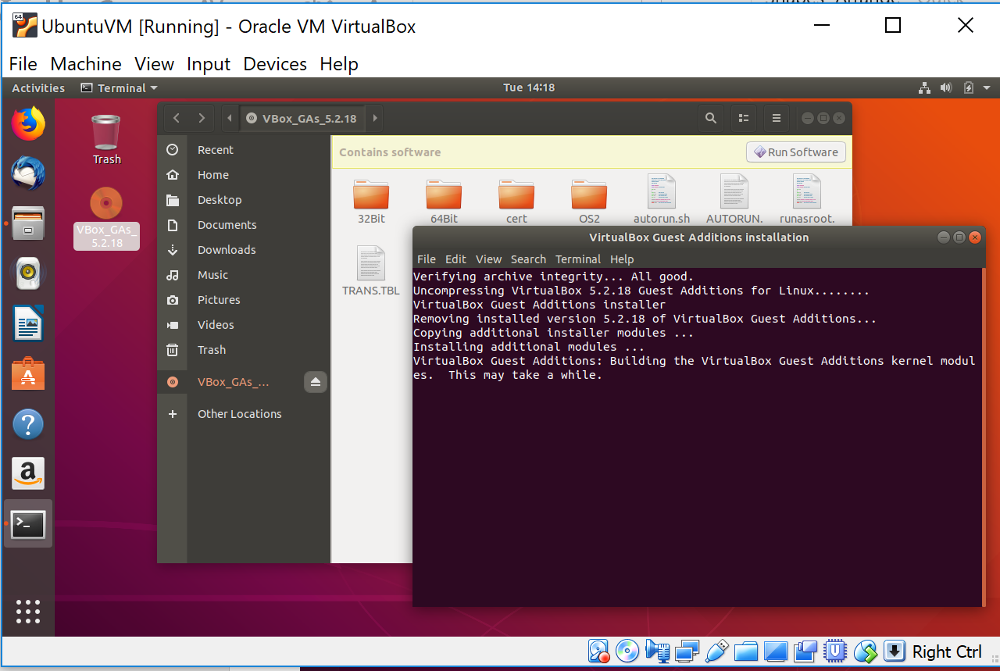 UbuntuVM [Running] - Oracle VM VirtualBox
File Machine View Input Devices Help
Activities Terminal Tue 14:18
VBox_GAs_5.2.18
Trash
VBox_GAs_
5.2.18
Recent
Home
Desktop
Documents
Downloads
Music
Pictures
Videos
Trash
VBox_GAs_...
Other Locations
Contains software Run Software
32Bit 64Bit cert OS2 autorun.sh AUTORUN. runasroot.
TRANS.TBL
VirtualBox Guest Additions installation
File Edit View Search Terminal Help
Verifying archive integrity... All good.
Uncompressing VirtualBox 5.2.18 Guest Additions for Linux........
VirtualBox Guest Additions installer
Removing installed version 5.2.18 of VirtualBox Guest Additions...
Copying additional installer modules ...
Installing additional modules ...
VirtualBox Guest Additions: Building the VirtualBox Guest Additions kernel modul
es.  This may take a while.
Right Ctrl